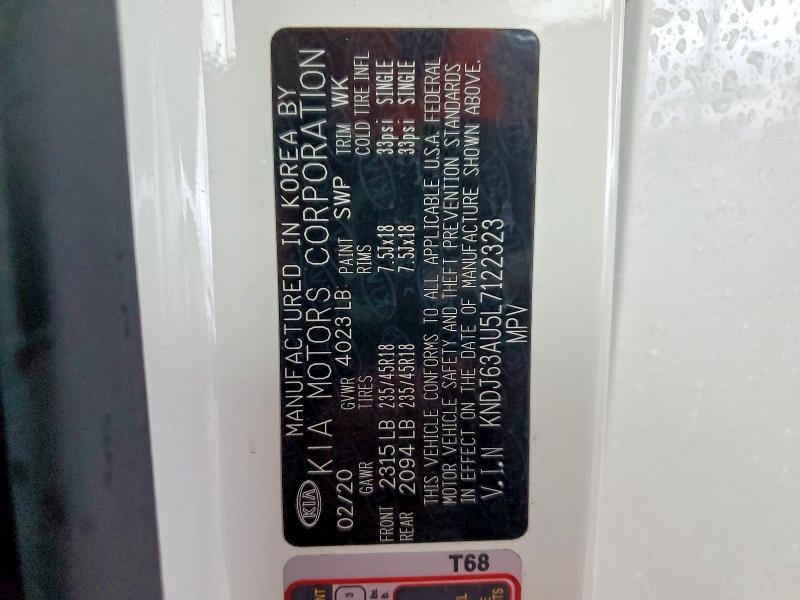 KIA
MANUFACTURED IN KOREA BY
KIA MOTORS CORPORATION
02/20 GVWR 4023 LB: PAINT SWP TRIM WK
GAWR TIRES RIMS COLD TIRE INFL
FRONT 2315 LB 235/45R18 7.5Jx18 33psi SINGLE
REAR 2094 LB 235/45R18 7.5Jx18 33psi SINGLE
THIS VEHICLE CONFORMS TO ALL APPLICABLE U.S.A. FEDERAL
MOTOR VEHICLE SAFETY AND THEFT PREVENTION STANDARDS
IN EFFECT ON THE DATE OF MANUFACTURE SHOWN ABOVE.
V.I.N KNDJ63AU5L7122323
MPV
T68
3